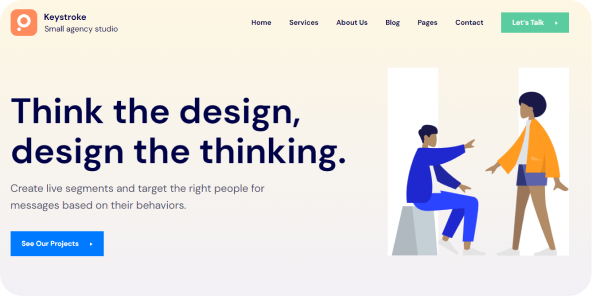 Keystroke
Small agency studio
Home Services About Us Blog Pages Contact Let's Talk
Think the design,
design the thinking.
Create live segments and target the right people for
messages based on their behaviors.
See Our Projects